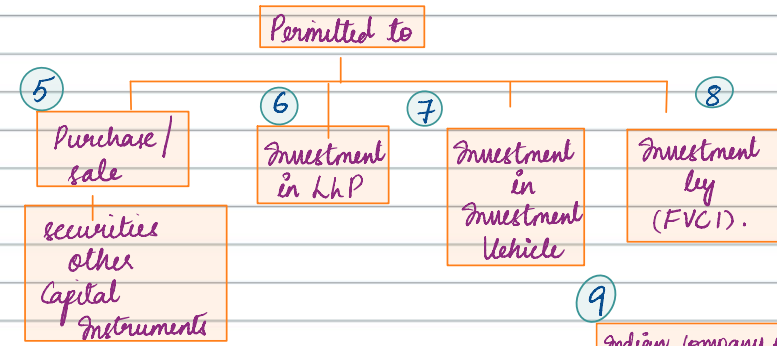 Permitted to
5
Purchase/
sale
securities
other
Capital
Instruments
6
Investment
in LLP
7
Investment
in
Investment
Vehicle
8
Investment
by
(FVCI).
9
Indian company